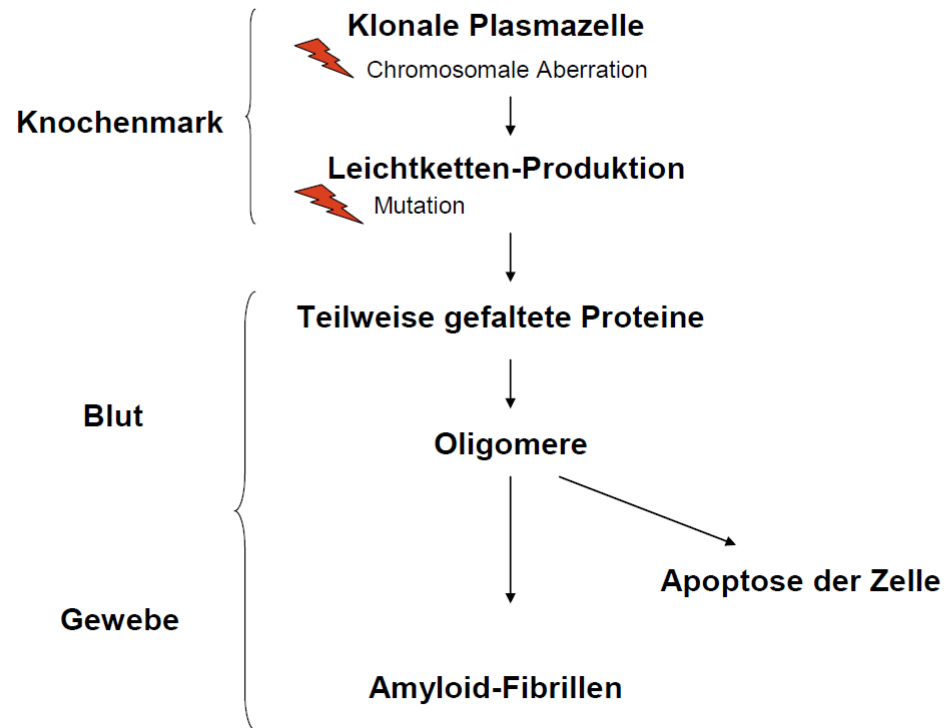 Klonale Plasmazelle
Chromosomale Aberration
Knochenmark
Leichtketten-Produktion
Mutation
Teilweise gefaltete Proteine
Blut
Oligomere
Apoptose der Zelle
Gewebe
Amyloid-Fibrillen